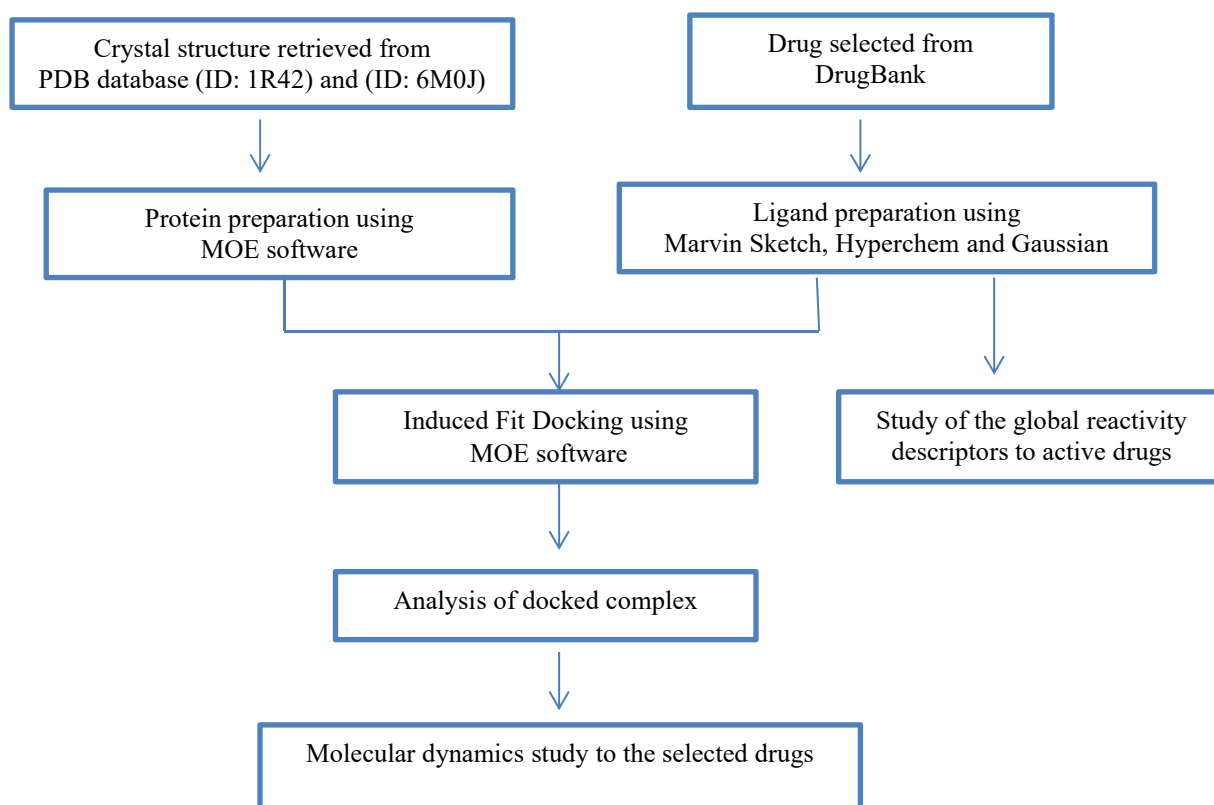 Crystal structure retrieved from
PDB database (ID: 1R42) and (ID: 6M0J)
Drug selected from
DrugBank
Protein preparation using
MOE software
Ligand preparation using
Marvin Sketch, Hyperchem and Gaussian
Induced Fit Docking using
MOE software
Study of the global reactivity
descriptors to active drugs
Analysis of docked complex
Molecular dynamics study to the selected drugs